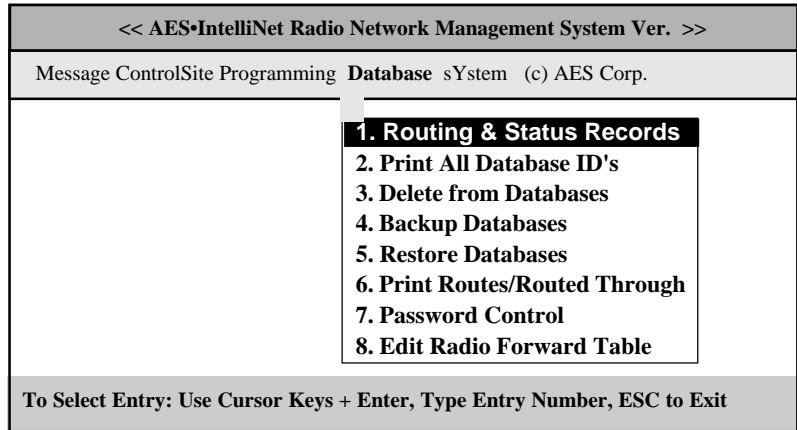 << AES•IntelliNet Radio Network Management System Ver. >>
Message ControlSite Programming Database sYstem (c) AES Corp.
1. Routing & Status Records
2. Print All Database ID's
3. Delete from Databases
4. Backup Databases
5. Restore Databases
6. Print Routes/Routed Through
7. Password Control
8. Edit Radio Forward Table
To Select Entry: Use Cursor Keys + Enter, Type Entry Number, ESC to Exit